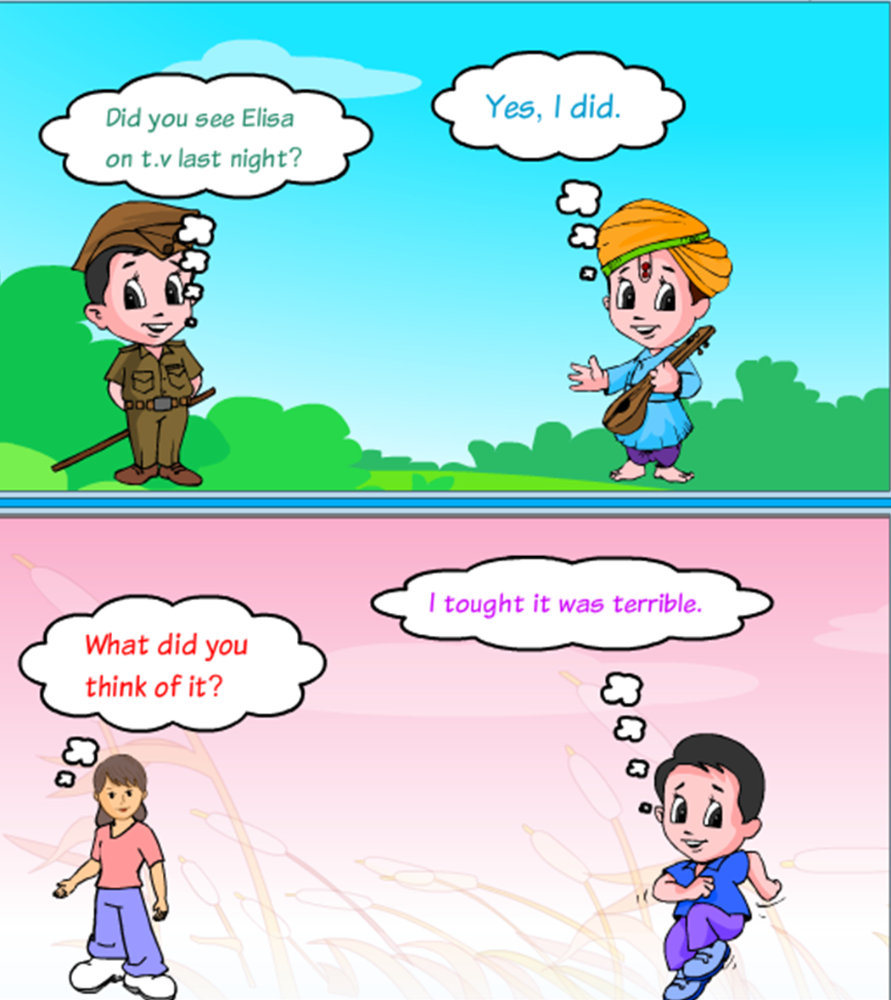 Did you see Elisa
on t.v last night?
Yes, I did.
What did you
think of it?
I tought it was terrible.